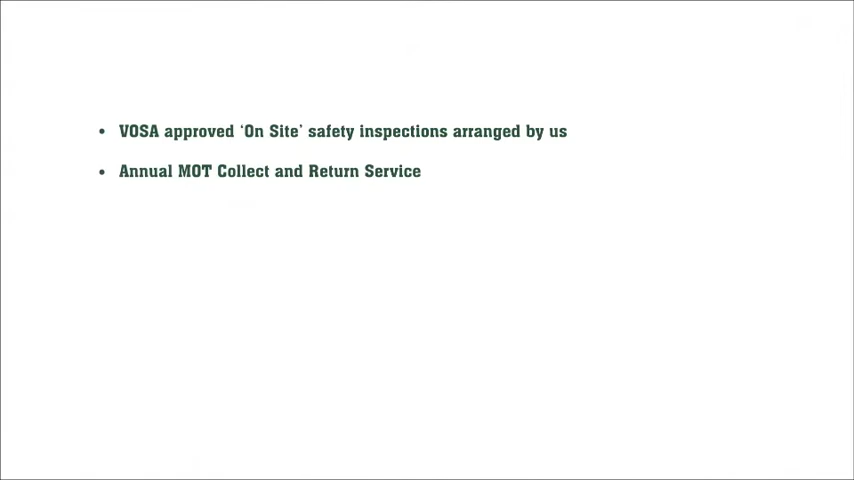 • VOSA approved ‘On Site’ safety inspections arranged by us
• Annual MOT Collect and Return Service